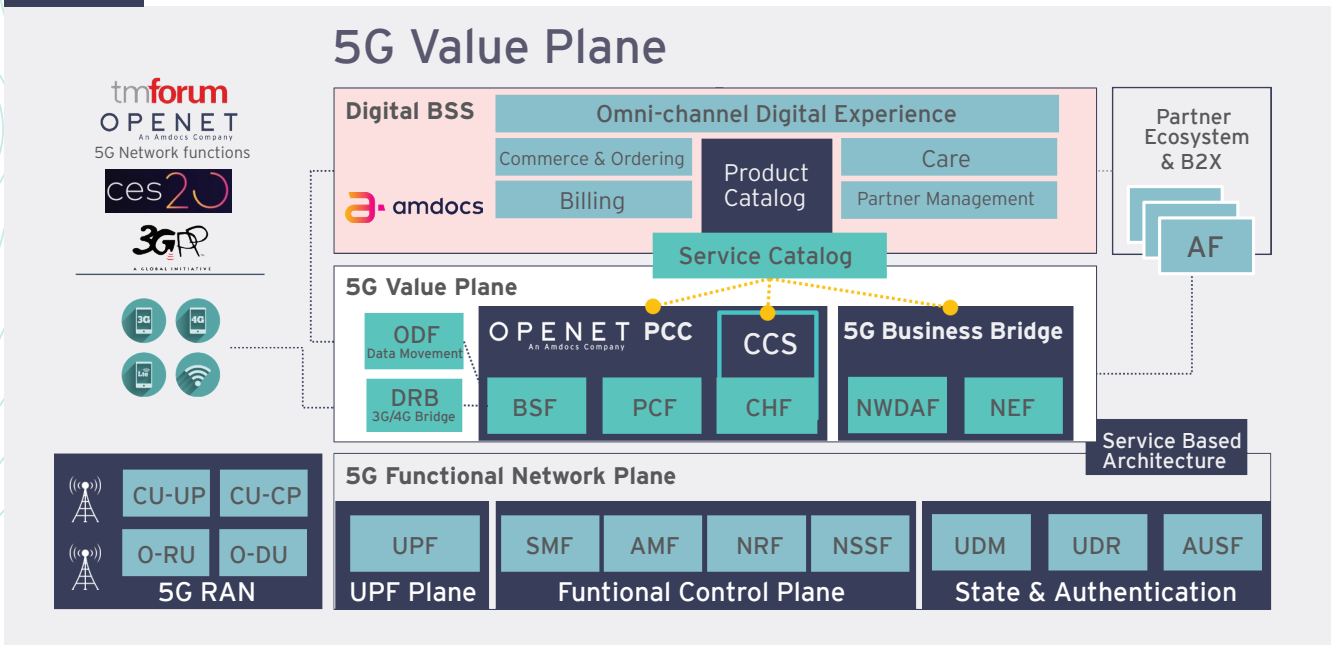 5G Value Plane
tmforum
OPENET
An Amdocs Company
5G Network functions
ces20
3GPP
A GLOBAL INITIATIVE
3G
4G
Lte
Digital BSS
amdocs
Omni-channel Digital Experience
Commerce & Ordering
Billing
Product
Catalog
Care
Partner Management
Service Catalog
Partner
Ecosystem
& B2X
AF
5G Value Plane
ODF
Data Movement
DRB
3G/4G Bridge
OPENET PCC
An Amdocs Company
CCS
BSF
PCF
CHF
5G Business Bridge
NWDAF
NEF
Service Based
Architecture
CU-UP
CU-CP
O-RU
O-DU
5G RAN
5G Functional Network Plane
UPF
UPF Plane
SMF
AMF
NRF
NSSF
Funtional Control Plane
UDM
UDR
AUSF
State & Authentication